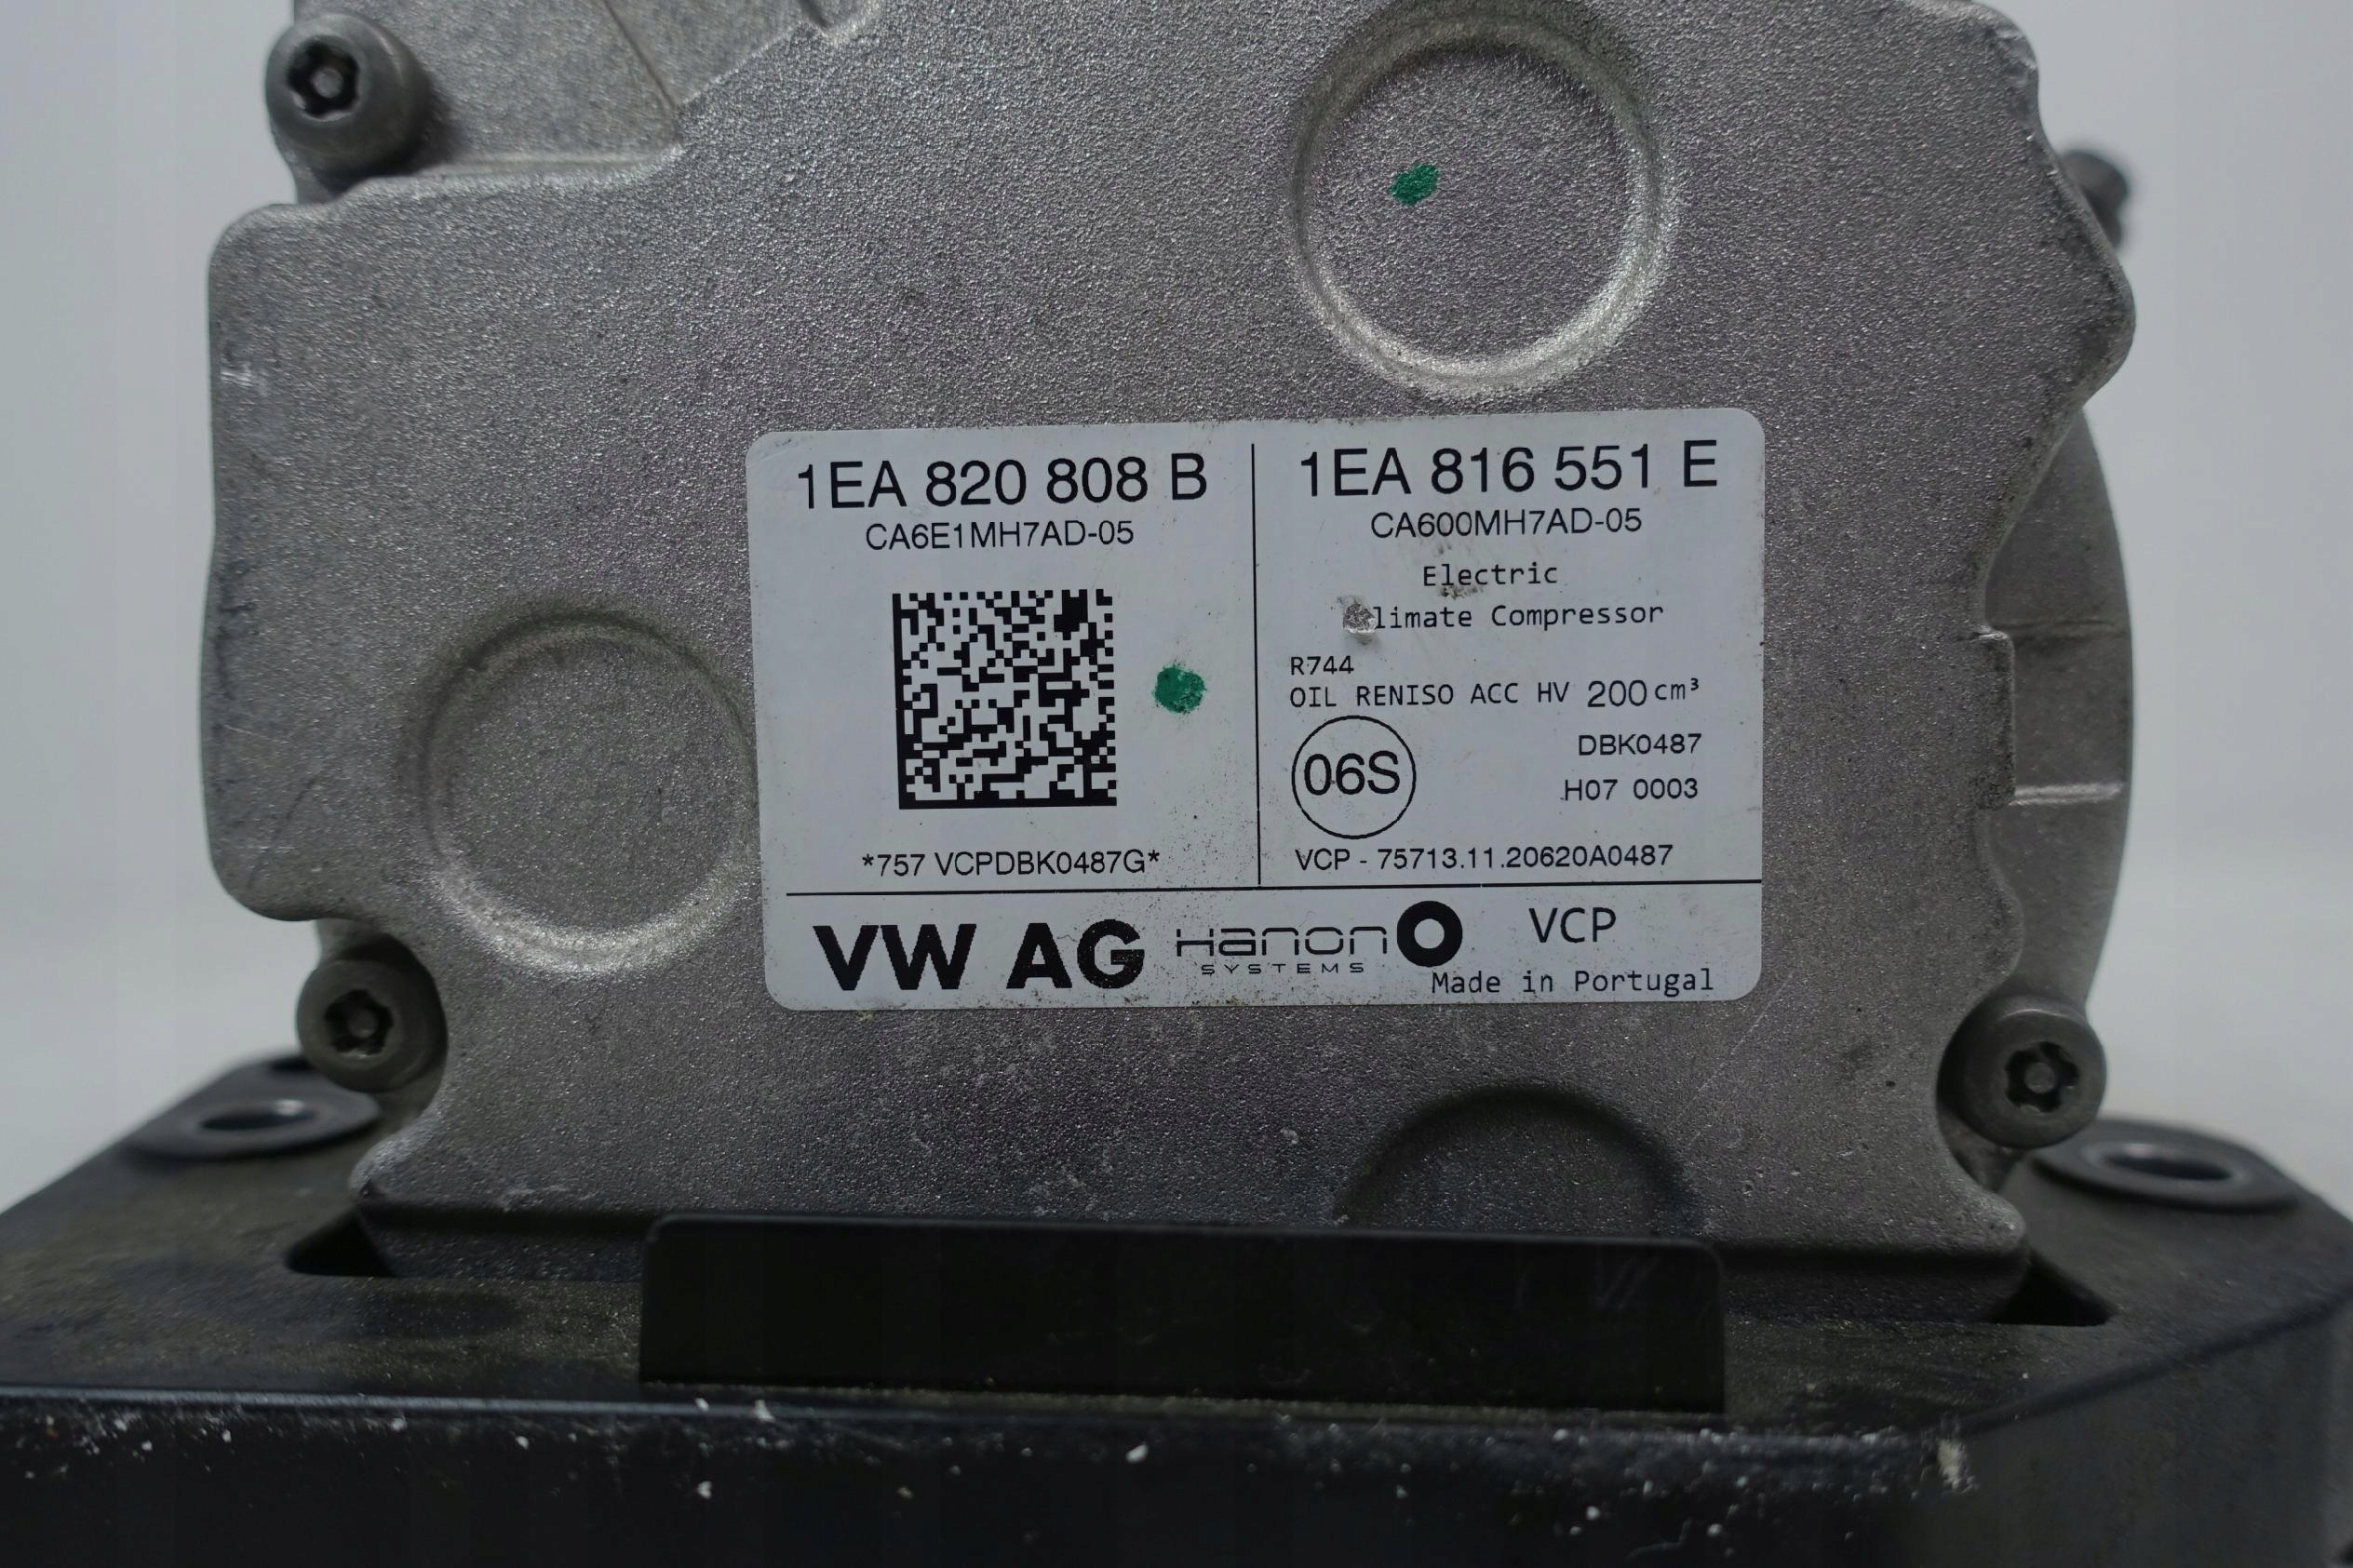 1EA 820 808 B
CA6E1MH7AD-05
*757 VCPDBK0487G*
1EA 816 551 E
CA600MH7AD-05
Electric
limate Compressor
R744
OIL RENISO ACC HV 200 cm³
06S
DBK0487
H07 0003
VCP - 75713.11.20620A0487
VW AG
Hanon
SYSTEMS
VCP
Made in Portugal